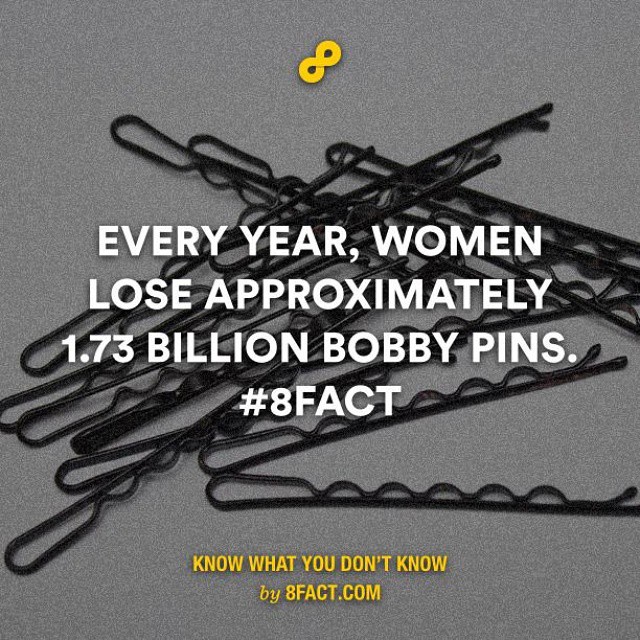 EVERY YEAR, WOMEN
LOSE APPROXIMATELY
1.73 BILLION BOBBY PINS.
#8FACT
KNOW WHAT YOU DON'T KNOW
by 8FACT.COM